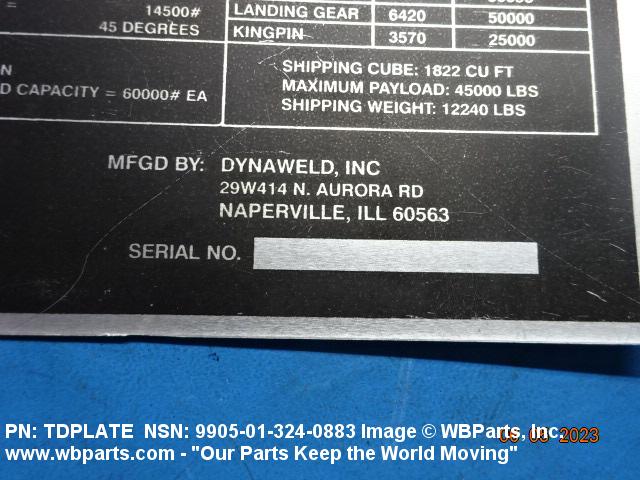 =
14500#
45 DEGREES
LANDING GEAR 6420 50000
KINGPIN 3570 25000
N
D CAPACITY = 60000# EA
SHIPPING CUBE: 1822 CU FT
MAXIMUM PAYLOAD: 45000 LBS
SHIPPING WEIGHT: 12240 LBS
MFGD BY: DYNAWELD, INC
29W414 N. AURORA RD
NAPERVILLE, ILL 60563
SERIAL NO.
PN: TDPLATE NSN: 9905-01-324-0883 Image © WBParts, Inc.
www.wbparts.com - "Our Parts Keep the World Moving"